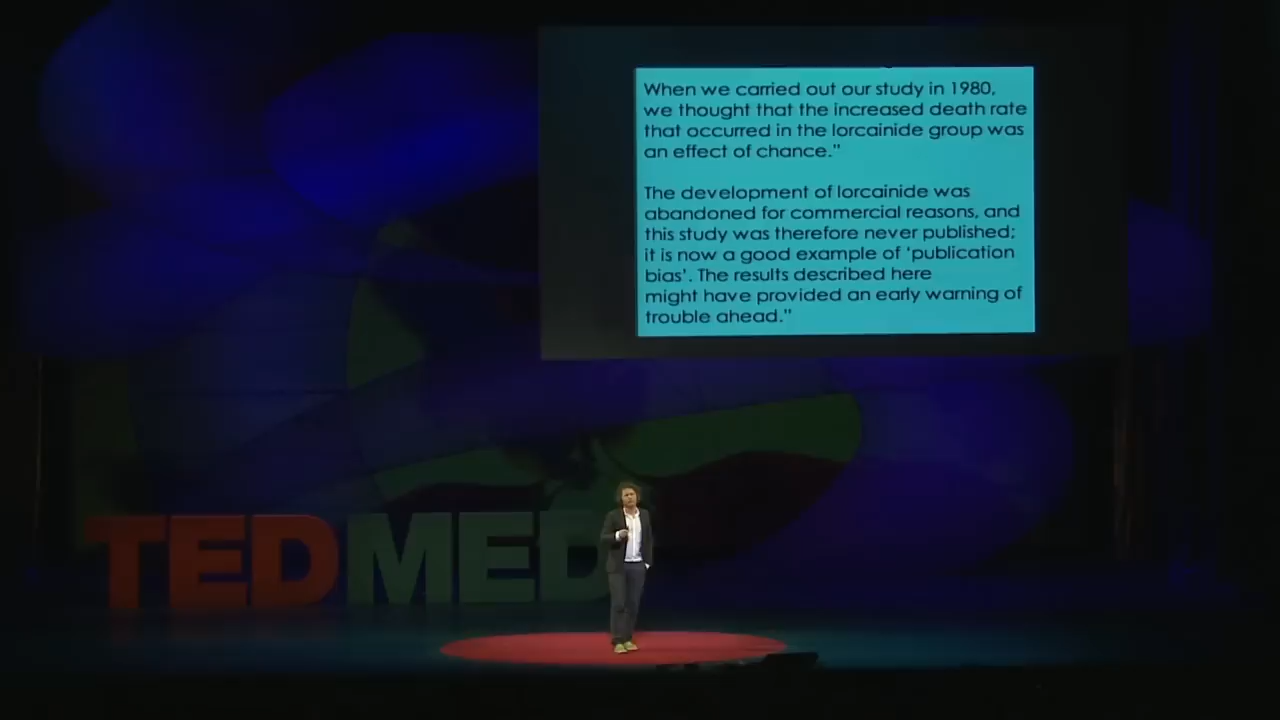 When we carried out our study in 1980,
we thought that the increased death rate
that occurred in the lorcainide group was
an effect of chance.”
The development of lorcainide was
abandoned for commercial reasons, and
this study was therefore never published;
it is now a good example of ‘publication
bias’. The results described here
might have provided an early warning of
trouble ahead.”
TEDMED